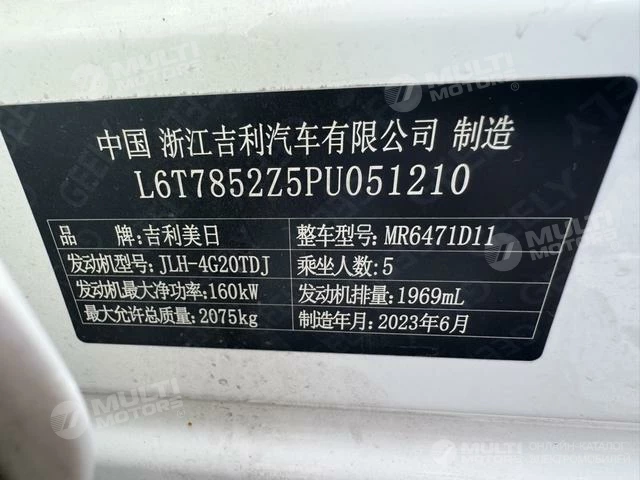 中国 浙江吉利汽车有限公司 制造
L6T7852Z5PU051210
品 牌:吉利美日
整车型号:MR6471D11
发动机型号:JLH-4G20TDJ
乘坐人数:5
发动机最大净功率:160kW
发动机排量:1969mL
最大允许总质量:2075kg
制造年月:2023年6月
MULTI MOTORS
GEELY